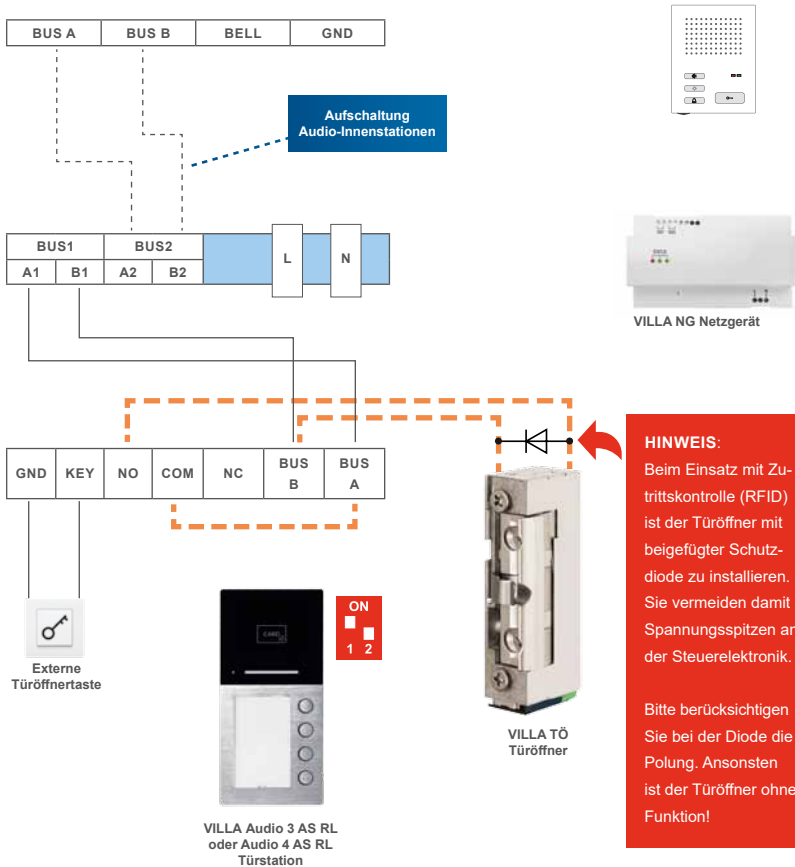 BUS A BUS B BELL GND
Aufschaltung
Audio-Innenstationen
BUS1 BUS2
A1 B1 A2 B2
L N
VILLA NG Netzgerät
GND KEY NO COM NC BUS B BUS A
Externe
Türöffnertaste
CARD
ON
1 2
VILLA Audio 3 AS RL
oder Audio 4 AS RL
Türstation
VILLA TÖ
Türöffner
HINWEIS:
Beim Einsatz mit Zu-
trittskontrolle (RFID)
ist der Türöffner mit
beigefügter Schutz-
diode zu installieren.
Sie vermeiden damit
Spannungsspitzen an
der Steuerelektronik.
Bitte berücksichtigen
Sie bei der Diode die
Polung. Ansonsten
ist der Türöffner ohne
Funktion!